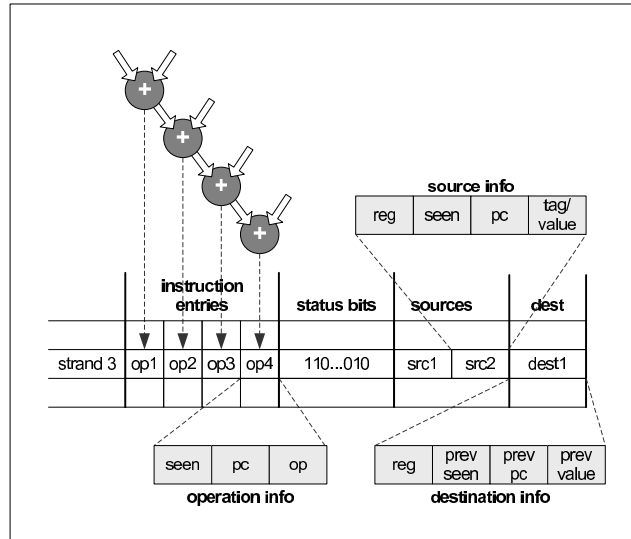 +
+
+
+
source info
reg seen pc tag/
value
instruction
entries status bits sources dest
strand 3 op1 op2 op3 op4 110...010 src1 src2 dest1
seen pc op
operation info
reg prev
seen prev
pc prev
value
destination info